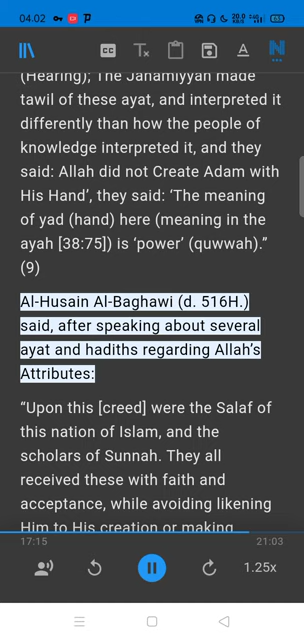 04.02
20.0
KB/S
61
CC
A
N
(Hearing); The Jahamiyyah made
tawil of these ayat, and interpreted it
differently than how the people of
knowledge interpreted it, and they
said: Allah did not Create Adam with
His Hand’, they said: ‘The meaning
of yad (hand) here (meaning in the
ayah [38:75]) is ‘power’ (quwwah).”
(9)
Al-Husain Al-Baghawi (d. 516H.)
said, after speaking about several
ayat and hadiths regarding Allah’s
Attributes:
“Upon this [creed] were the Salaf of
this nation of Islam, and the
scholars of Sunnah. They all
received these with faith and
acceptance, while avoiding likening
Him to His creation or making
17:15
21:03
1.25x